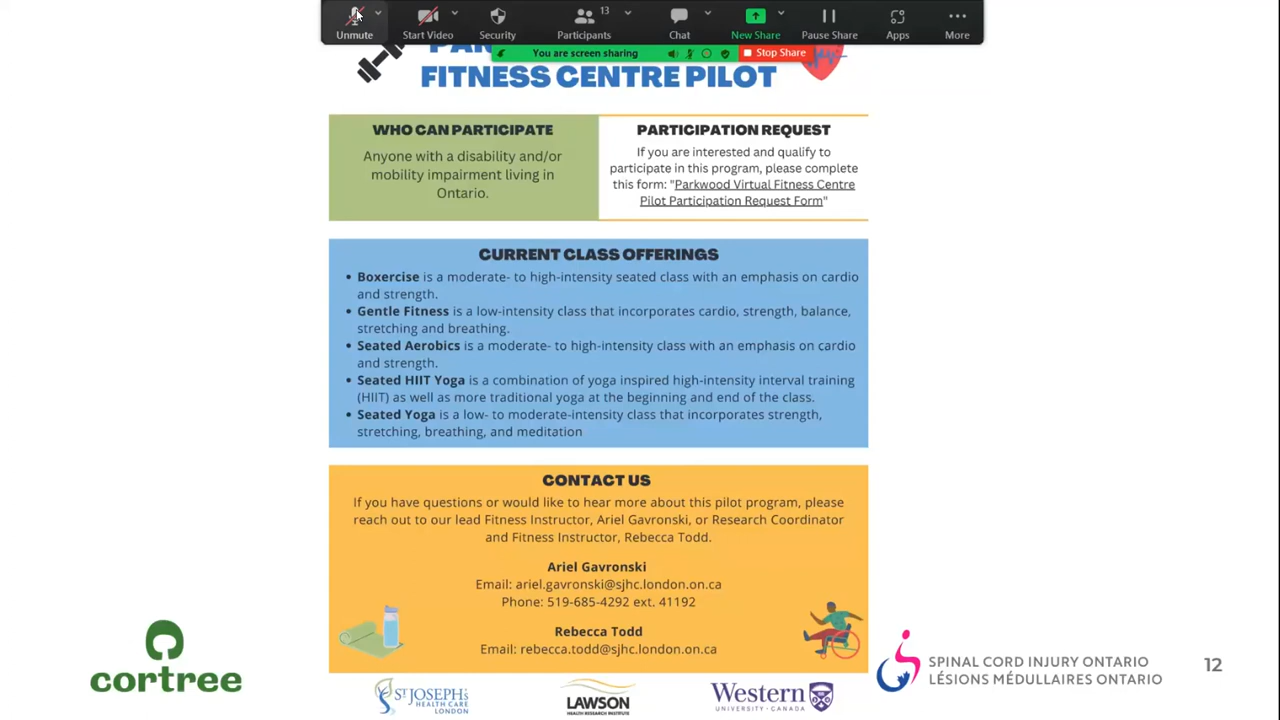 Unmute
Start Video
Security
Participants
13
Chat
New Share
Pause Share
Apps
More
You are screen sharing
Stop Share
FITNESS CENTRE PILOT
WHO CAN PARTICIPATE
Anyone with a disability and/or
mobility impairment living in
Ontario.
PARTICIPATION REQUEST
If you are interested and qualify to
participate in this program, please complete
this form: "Parkwood Virtual Fitness Centre
Pilot Participation Request Form"
CURRENT CLASS OFFERINGS
• Boxercise is a moderate- to high-intensity seated class with an emphasis on cardio
and strength.
• Gentle Fitness is a low-intensity class that incorporates cardio, strength, balance,
stretching and breathing.
• Seated Aerobics is a moderate- to high-intensity class with an emphasis on cardio
and strength.
• Seated HIIT Yoga is a combination of yoga inspired high-intensity interval training
(HIIT) as well as more traditional yoga at the beginning and end of the class.
• Seated Yoga is a low- to moderate-intensity class that incorporates strength,
stretching, breathing, and meditation
CONTACT US
If you have questions or would like to hear more about this pilot program, please
reach out to our lead Fitness Instructor, Ariel Gavronski, or Research Coordinator
and Fitness Instructor, Rebecca Todd.
Ariel Gavronski
Email: ariel.gavronski@sjhc.london.on.ca
Phone: 519-685-4292 ext. 41192
Rebecca Todd
Email: rebecca.todd@sjhc.london.on.ca
cortree
ST JOSEPH'S
HEALTH CARE
LONDON
LAWSON
HEALTH RESEARCH INSTITUTE
Western
UNIVERSITY · CANADA
SPINAL CORD INJURY ONTARIO
LÉSIONS MÉDULLAIRES ONTARIO
12